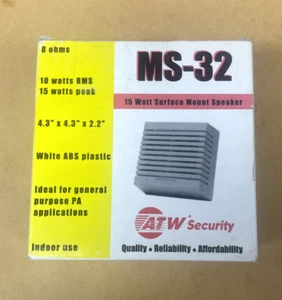 8 ohms
10 watts RMS
15 watts peak
4.3" x 4.3" x 2.2"
White ABS plastic
Ideal for general
purpose PA
applications
Indoor use
MS-32
15 Watt Surface Mount Speaker
ATW Security
Quality • Reliability • Affordability